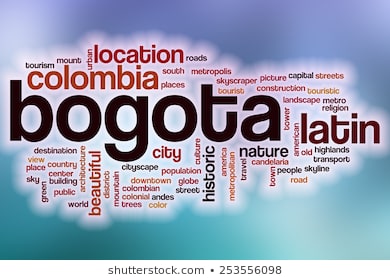 urban
location
roads
tourism mount
south metropolis
colombia
places
skyscraper picture capital streets
tourist construction touristic
landscape metro
religion
bogota
tower
american
latin
destination
view
place country
sky center building
green public
architecture
beautiful
district
world
city
cityscape
population
downtown globe
mountain
colombian
colonial andes
trees color
culture
street
historic
america
metropolitan
nature
travel
candelaria
town
people skyline
road
old highlands
transport
shutterstock.com · 253556098